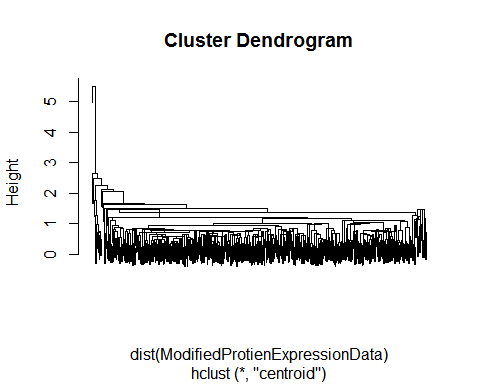 Cluster Dendrogram
Height
5
4
3
2
1
0
dist(ModifiedProtienExpressionData)
hclust (*, "centroid")